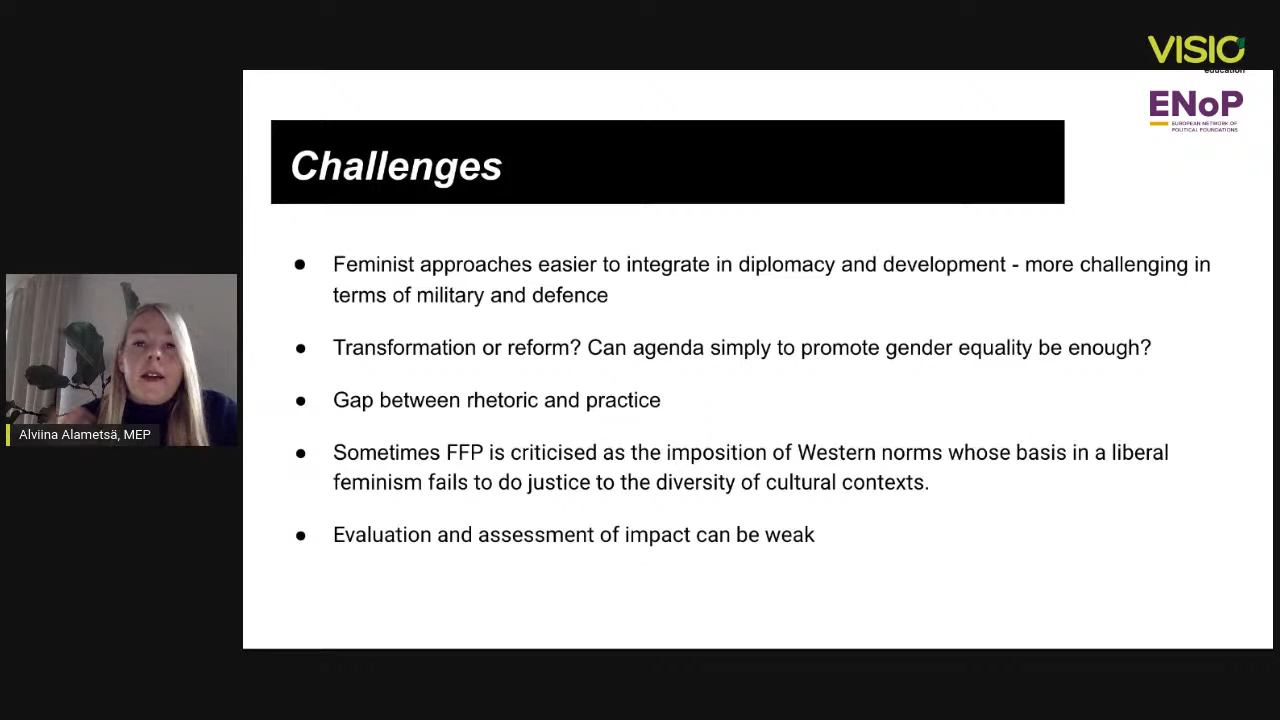 VISIO
education
ENoP
EUROPEAN NETWORK OF
POLITICAL FOUNDATIONS
Challenges
● Feminist approaches easier to integrate in diplomacy and development - more challenging in
terms of military and defence
● Transformation or reform? Can agenda simply to promote gender equality be enough?
● Gap between rhetoric and practice
● Sometimes FFP is criticised as the imposition of Western norms whose basis in a liberal
feminism fails to do justice to the diversity of cultural contexts.
● Evaluation and assessment of impact can be weak
Alviina Alametsä, MEP